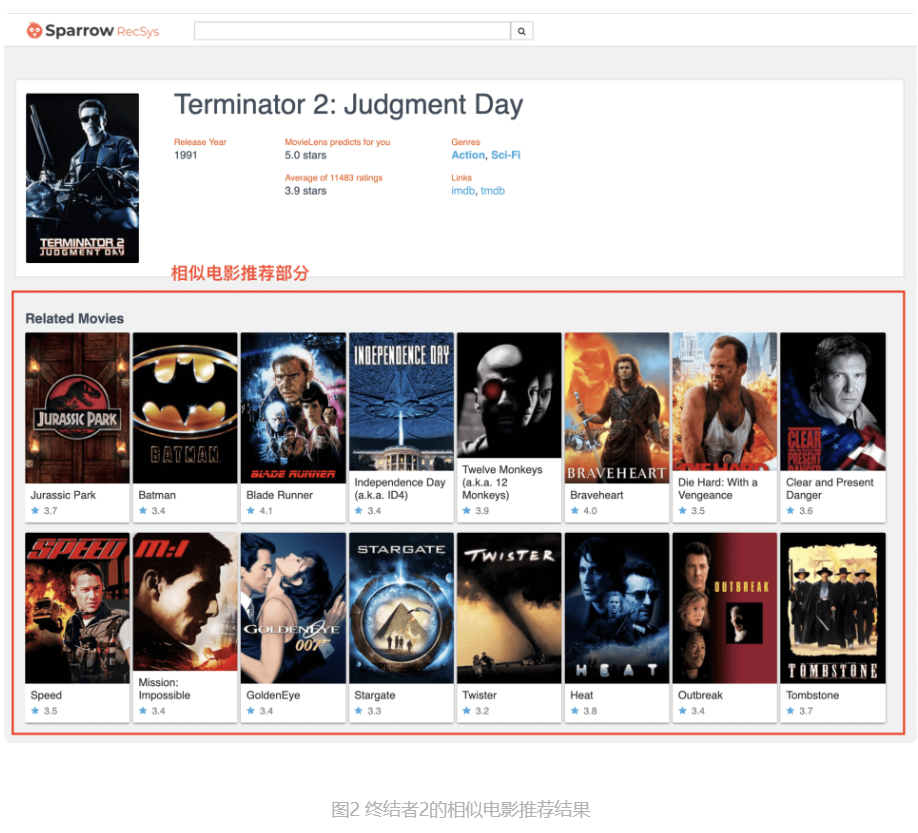 Sparrow RecSys
Terminator 2: Judgment Day
Release Year
1991
MovieLens predicts for you
5.0 stars
Genres
Action, Sci-Fi
Average of 11483 ratings
3.9 stars
Links
imdb, tmdb
TERMINATOR 2
JUDGMENT DAY
相似电影推荐部分
Related Movies
JURASSIC PARK
BATMAN
BLADE RUNNER
INDEPENDENCE DAY
BRAVEHEART
DIE HARD
CLEAR AND
PRESENT
DANGER
Jurassic Park
3.7
Batman
3.4
Blade Runner
4.1
Independence Day
(a.k.a. ID4)
3.4
Twelve Monkeys
(a.k.a. 12
Monkeys)
3.9
Braveheart
4.0
Die Hard: With a
Vengeance
3.5
Clear and Present
Danger
3.6
SPEED
M:I
GOLDENEYE
007
STARGATE
TWISTER
HEAT
OUTBREAK
TOMBSTONE
Speed
3.5
Mission:
Impossible
3.4
GoldenEye
3.4
Stargate
3.3
Twister
3.2
Heat
3.8
Outbreak
3.4
Tombstone
3.7
图2 终结者2的相似电影推荐结果